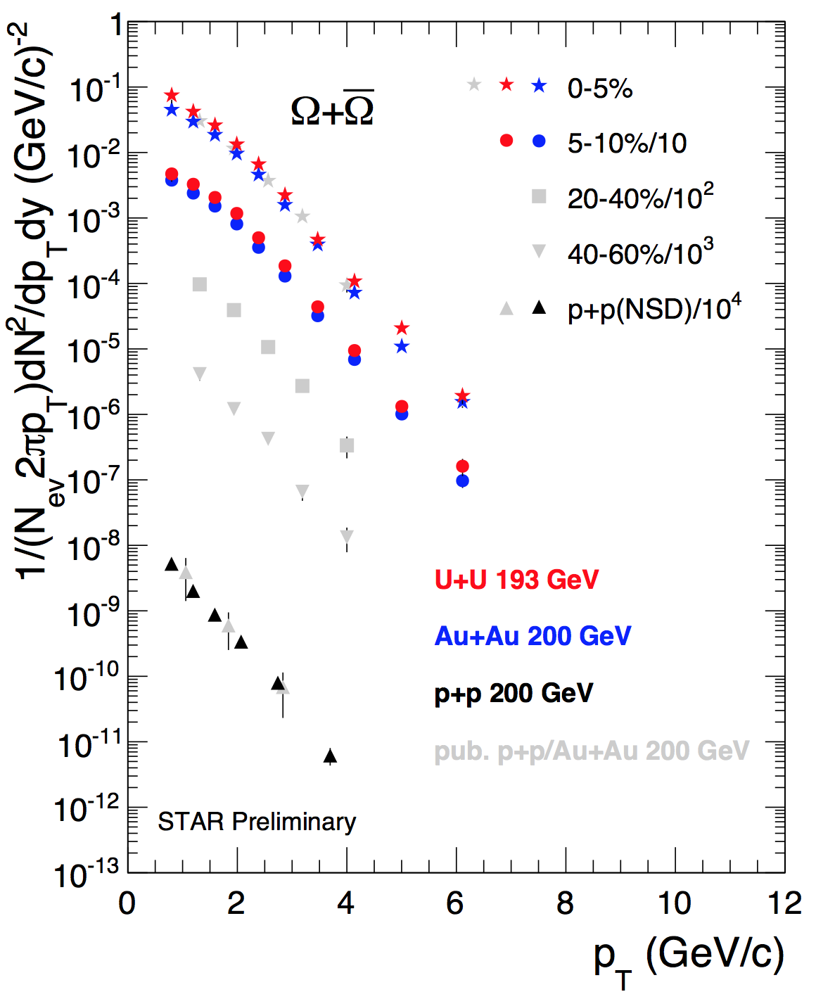 1/(N_ev 2πp_T)dN²/dp_T dy (GeV/c)⁻²
1
10⁻¹
10⁻²
10⁻³
10⁻⁴
10⁻⁵
10⁻⁶
10⁻⁷
10⁻⁸
10⁻⁹
10⁻¹⁰
10⁻¹¹
10⁻¹²
10⁻¹³
Ω+Ω̅
0-5%
5-10%/10
20-40%/10²
40-60%/10³
p+p(NSD)/10⁴
U+U 193 GeV
Au+Au 200 GeV
p+p 200 GeV
pub. p+p/Au+Au 200 GeV
STAR Preliminary
0 2 4 6 8 10 12
p_T (GeV/c)